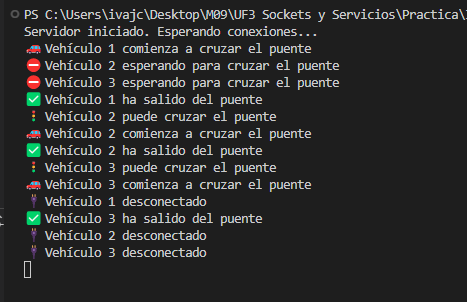 PS C:\Users\ivajc\Desktop\M09\UF3 Sockets y Servicios\Practica\
Servidor iniciado. Esperando conexiones...
🚗 Vehículo 1 comienza a cruzar el puente
⛔ Vehículo 2 esperando para cruzar el puente
⛔ Vehículo 3 esperando para cruzar el puente
✅ Vehículo 1 ha salido del puente
🚦 Vehículo 2 puede cruzar el puente
🚗 Vehículo 2 comienza a cruzar el puente
✅ Vehículo 2 ha salido del puente
🚦 Vehículo 3 puede cruzar el puente
🚗 Vehículo 3 comienza a cruzar el puente
🔌 Vehículo 1 desconectado
✅ Vehículo 3 ha salido del puente
🔌 Vehículo 2 desconectado
🔌 Vehículo 3 desconectado